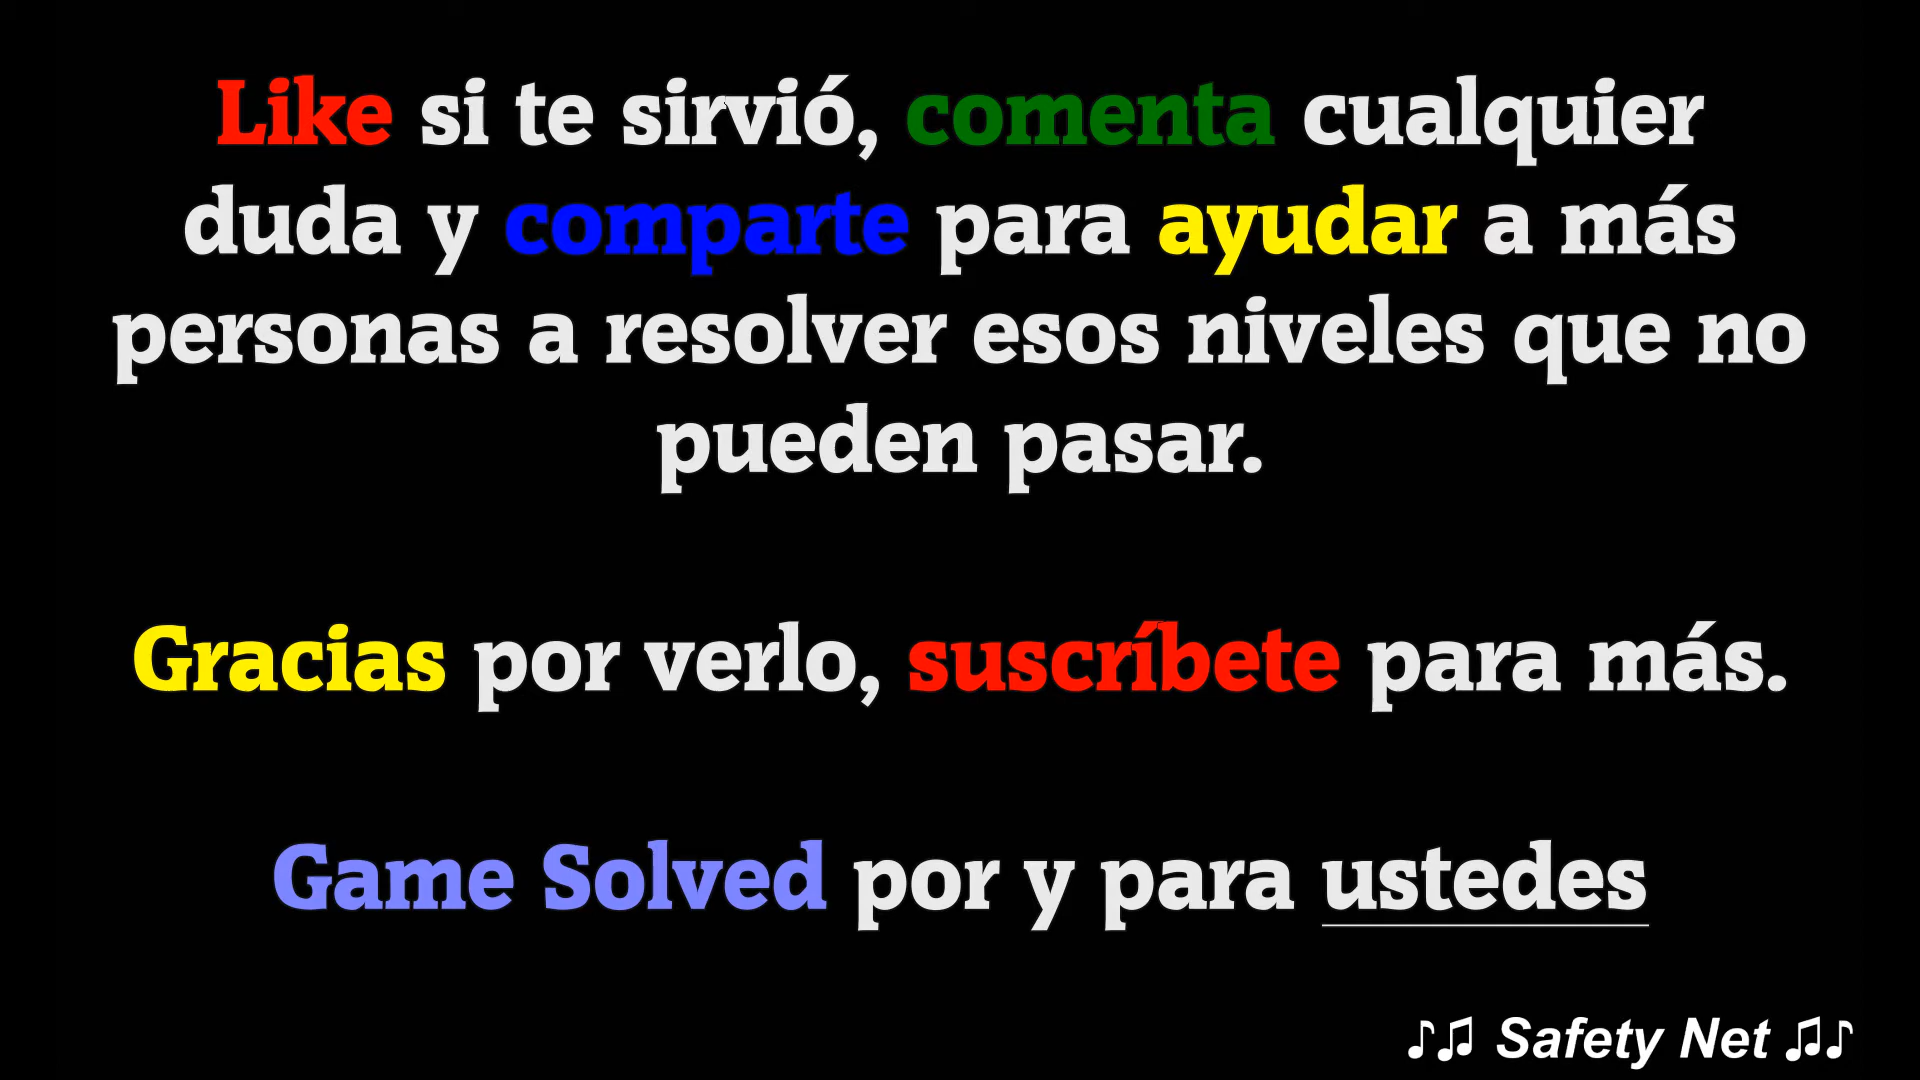 Like si te sirvió, comenta cualquier
duda y comparte para ayudar a más
personas a resolver esos niveles que no
pueden pasar.
Gracias por verlo, suscríbete para más.
Game Solved por y para ustedes
♪♫ Safety Net ♫♪